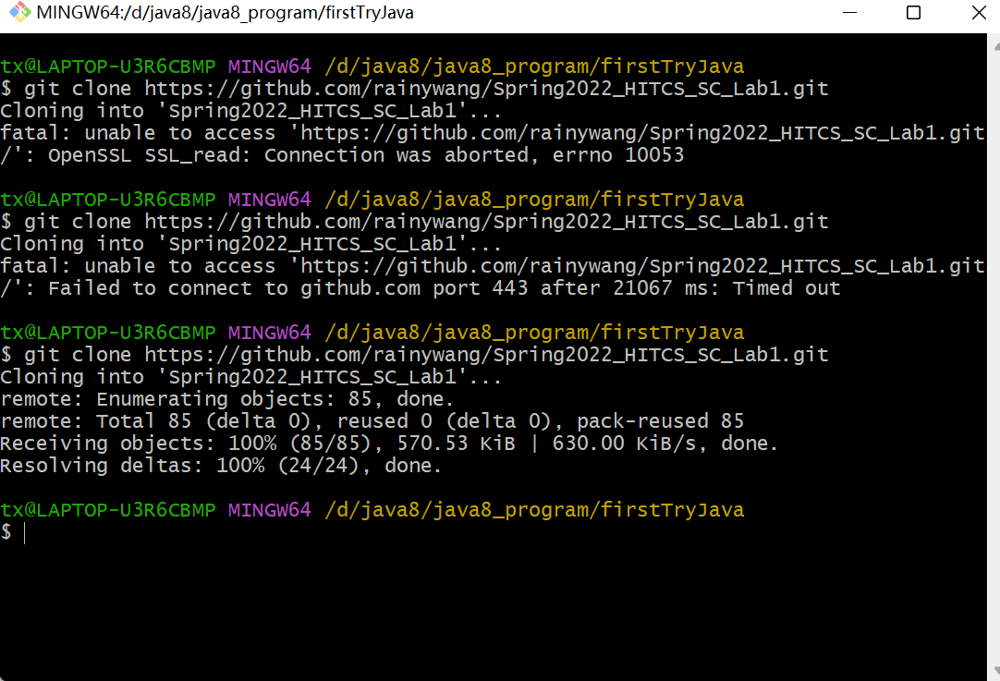 MINGW64:/d/java8/java8_program/firstTryJava
tx@LAPTOP-U3R6CBMP MINGW64 /d/java8/java8_program/firstTryJava
$ git clone https://github.com/rainywang/Spring2022_HITCS_SC_Lab1.git
Cloning into 'Spring2022_HITCS_SC_Lab1'...
fatal: unable to access 'https://github.com/rainywang/Spring2022_HITCS_SC_Lab1.git
/': OpenSSL SSL_read: Connection was aborted, errno 10053
tx@LAPTOP-U3R6CBMP MINGW64 /d/java8/java8_program/firstTryJava
$ git clone https://github.com/rainywang/Spring2022_HITCS_SC_Lab1.git
Cloning into 'Spring2022_HITCS_SC_Lab1'...
fatal: unable to access 'https://github.com/rainywang/Spring2022_HITCS_SC_Lab1.git
/': Failed to connect to github.com port 443 after 21067 ms: Timed out
tx@LAPTOP-U3R6CBMP MINGW64 /d/java8/java8_program/firstTryJava
$ git clone https://github.com/rainywang/Spring2022_HITCS_SC_Lab1.git
Cloning into 'Spring2022_HITCS_SC_Lab1'...
remote: Enumerating objects: 85, done.
remote: Total 85 (delta 0), reused 0 (delta 0), pack-reused 85
Receiving objects: 100% (85/85), 570.53 KiB | 630.00 KiB/s, done.
Resolving deltas: 100% (24/24), done.
tx@LAPTOP-U3R6CBMP MINGW64 /d/java8/java8_program/firstTryJava
$